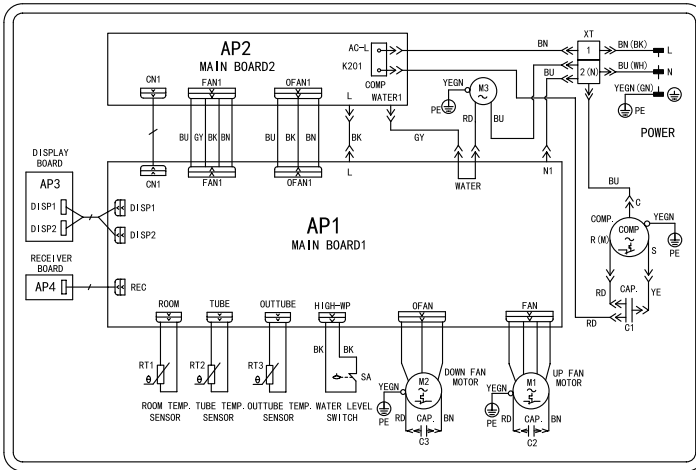 AP2
MAIN BOARD2
AC-L
K201
COMP
CN1
FAN1
OFAN1
L
WATER1
XT
1
2(N)
BN
BN(BK)
L
BU(WH)
N
YEGN(GN)
POWER
BU
YEGN
PE
M3
RD
BU
BU
GY
BK
BN
BU
BK
BN
BK
GY
DISPLAY
BOARD
AP3
DISP1
DISP2
RECEIVER
BOARD
AP4
CN1
FAN1
OFAN1
L
WATER
N1
DISP1
DISP2
REC
AP1
MAIN BOARD1
ROOM
TUBE
OUTTUBE
HIGH-WP
OFAN
FAN
BU
C
COMP.
COMP
YEGN
PE
R(M)
S
RD
YE
CAP.
RD
C1
BK
BK
RT1
θ
RT2
θ
RT3
θ
SA
ROOM TEMP.
SENSOR
TUBE TEMP.
SENSOR
OUTTUBE TEMP.
SENSOR
WATER LEVEL
SWITCH
YEGN
PE
M2
DOWN FAN
MOTOR
RD
CAP.
BN
C3
YEGN
PE
M1
UP FAN
MOTOR
RD
CAP.
BN
C2